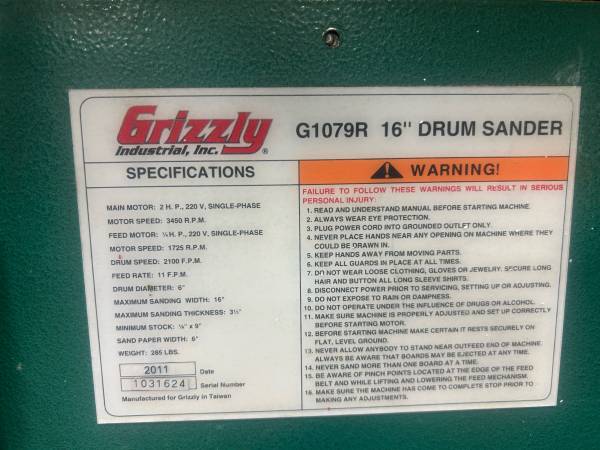 Grizzly
Industrial, Inc.®
G1079R 16" DRUM SANDER
SPECIFICATIONS
MAIN MOTOR: 2 H. P., 220 V, SINGLE-PHASE
MOTOR SPEED: 3450 R.P.M.
FEED MOTOR: ¼ H. P., 220 V, SINGLE-PHASE
MOTOR SPEED: 1725 R.P.M.
DRUM SPEED: 2100 F.P.M.
FEED RATE: 11 F.P.M.
DRUM DIAMETER: 6"
MAXIMUM SANDING WIDTH: 16"
MAXIMUM SANDING THICKNESS: 3½"
MINIMUM STOCK: x 9"
SAND PAPER WIDTH: 6"
WEIGHT: 285 LBS.
2011 Date
1031624 Serial Number
Manufactured for Grizzly in Taiwan
WARNING!
FAILURE TO FOLLOW THESE WARNINGS WILL RESULT IN SERIOUS
PERSONAL INJURY:
1. READ AND UNDERSTAND MANUAL BEFORE STARTING MACHINE.
2. ALWAYS WEAR EYE PROTECTION.
3. PLUG POWER CORD INTO GROUNDED OUTLET ONLY.
4. NEVER PLACE HANDS NEAR ANY OPENING ON MACHINE WHERE THEY
COULD BE DRAWN IN.
5. KEEP HANDS AWAY FROM MOVING PARTS.
6. KEEP ALL GUARDS IN PLACE AT ALL TIMES.
7. DO NOT WEAR LOOSE CLOTHING, GLOVES OR JEWELRY. SECURE LONG
HAIR AND BUTTON ALL LONG SLEEVE SHIRTS.
8. DISCONNECT POWER PRIOR TO SERVICING, SETTING UP OR ADJUSTING.
9. DO NOT EXPOSE TO RAIN OR DAMPNESS.
10. DO NOT OPERATE UNDER THE INFLUENCE OF DRUGS OR ALCOHOL.
11. MAKE SURE MACHINE IS PROPERLY ADJUSTED AND SET UP CORRECTLY
BEFORE STARTING MOTOR.
12. BEFORE STARTING MACHINE MAKE CERTAIN IT RESTS SECURELY ON
FLAT, LEVEL GROUND.
13. NEVER ALLOW ANYBODY TO STAND NEAR OUTFEED END OF MACHINE.
ALWAYS BE AWARE THAT BOARDS MAY BE EJECTED AT ANY TIME.
14. NEVER SAND MORE THAN ONE BOARD AT A TIME.
15. BE AWARE OF PINCH POINTS LOCATED AT THE EDGE OF THE FEED
BELT AND WHILE LIFTING AND LOWERING THE FEED MECHANISM.
16. MAKE SURE THE MACHINE HAS COME TO COMPLETE STOP PRIOR TO
MAKING ANY ADJUSTMENTS.